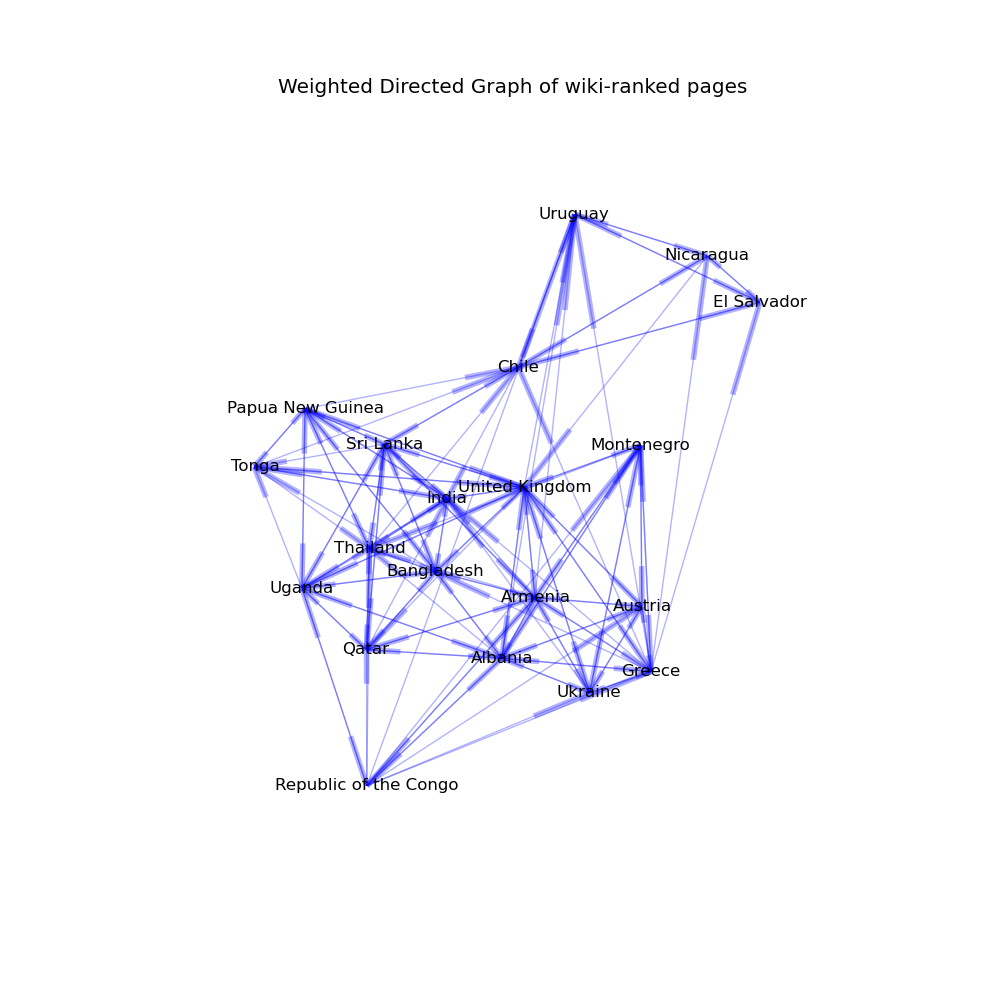 Weighted Directed Graph of wiki-ranked pages
Uruguay
Nicaragua
El Salvador
Chile
Papua New Guinea
Sri Lanka
Montenegro
Tonga
United Kingdom
India
Thailand
Bangladesh
Uganda
Armenia
Austria
Qatar
Albania
Greece
Ukraine
Republic of the Congo